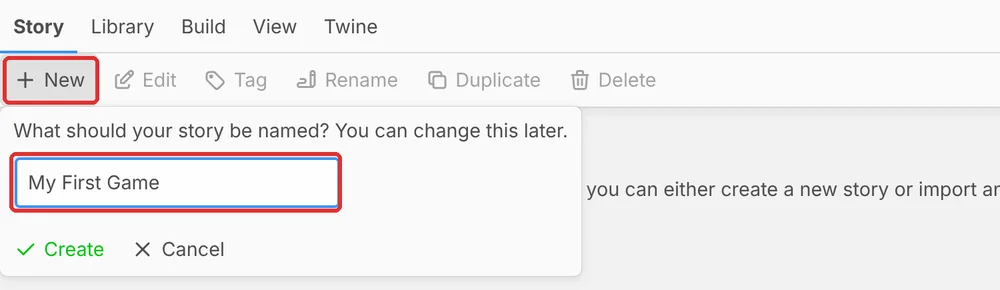 Story Library Build View Twine
+ New Edit Tag Rename Duplicate Delete
What should your story be named? You can change this later.
My First Game
you can either create a new story or import
Create Cancel